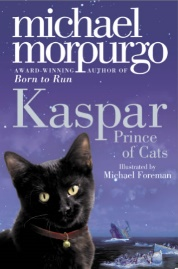 michael
morpurgo
AWARD-WINNING AUTHOR OF
Born to Run
Kaspar
Prince
of Cats
Illustrated by
Michael Foreman